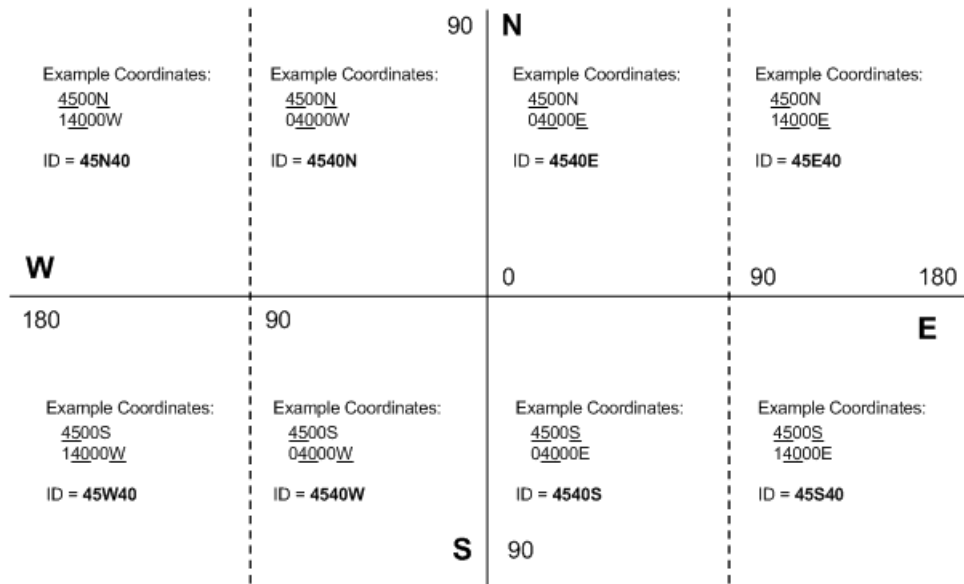 90 N
Example Coordinates:
4500N
14000W
ID = 45N40
Example Coordinates:
4500N
04000W
ID = 4540N
Example Coordinates:
4500N
04000E
ID = 4540E
Example Coordinates:
4500N
14000E
ID = 45E40
W
0
90
180
180
90
E
Example Coordinates:
4500S
14000W
ID = 45W40
Example Coordinates:
4500S
04000W
ID = 4540W
Example Coordinates:
4500S
04000E
ID = 4540S
Example Coordinates:
4500S
14000E
ID = 45S40
S 90